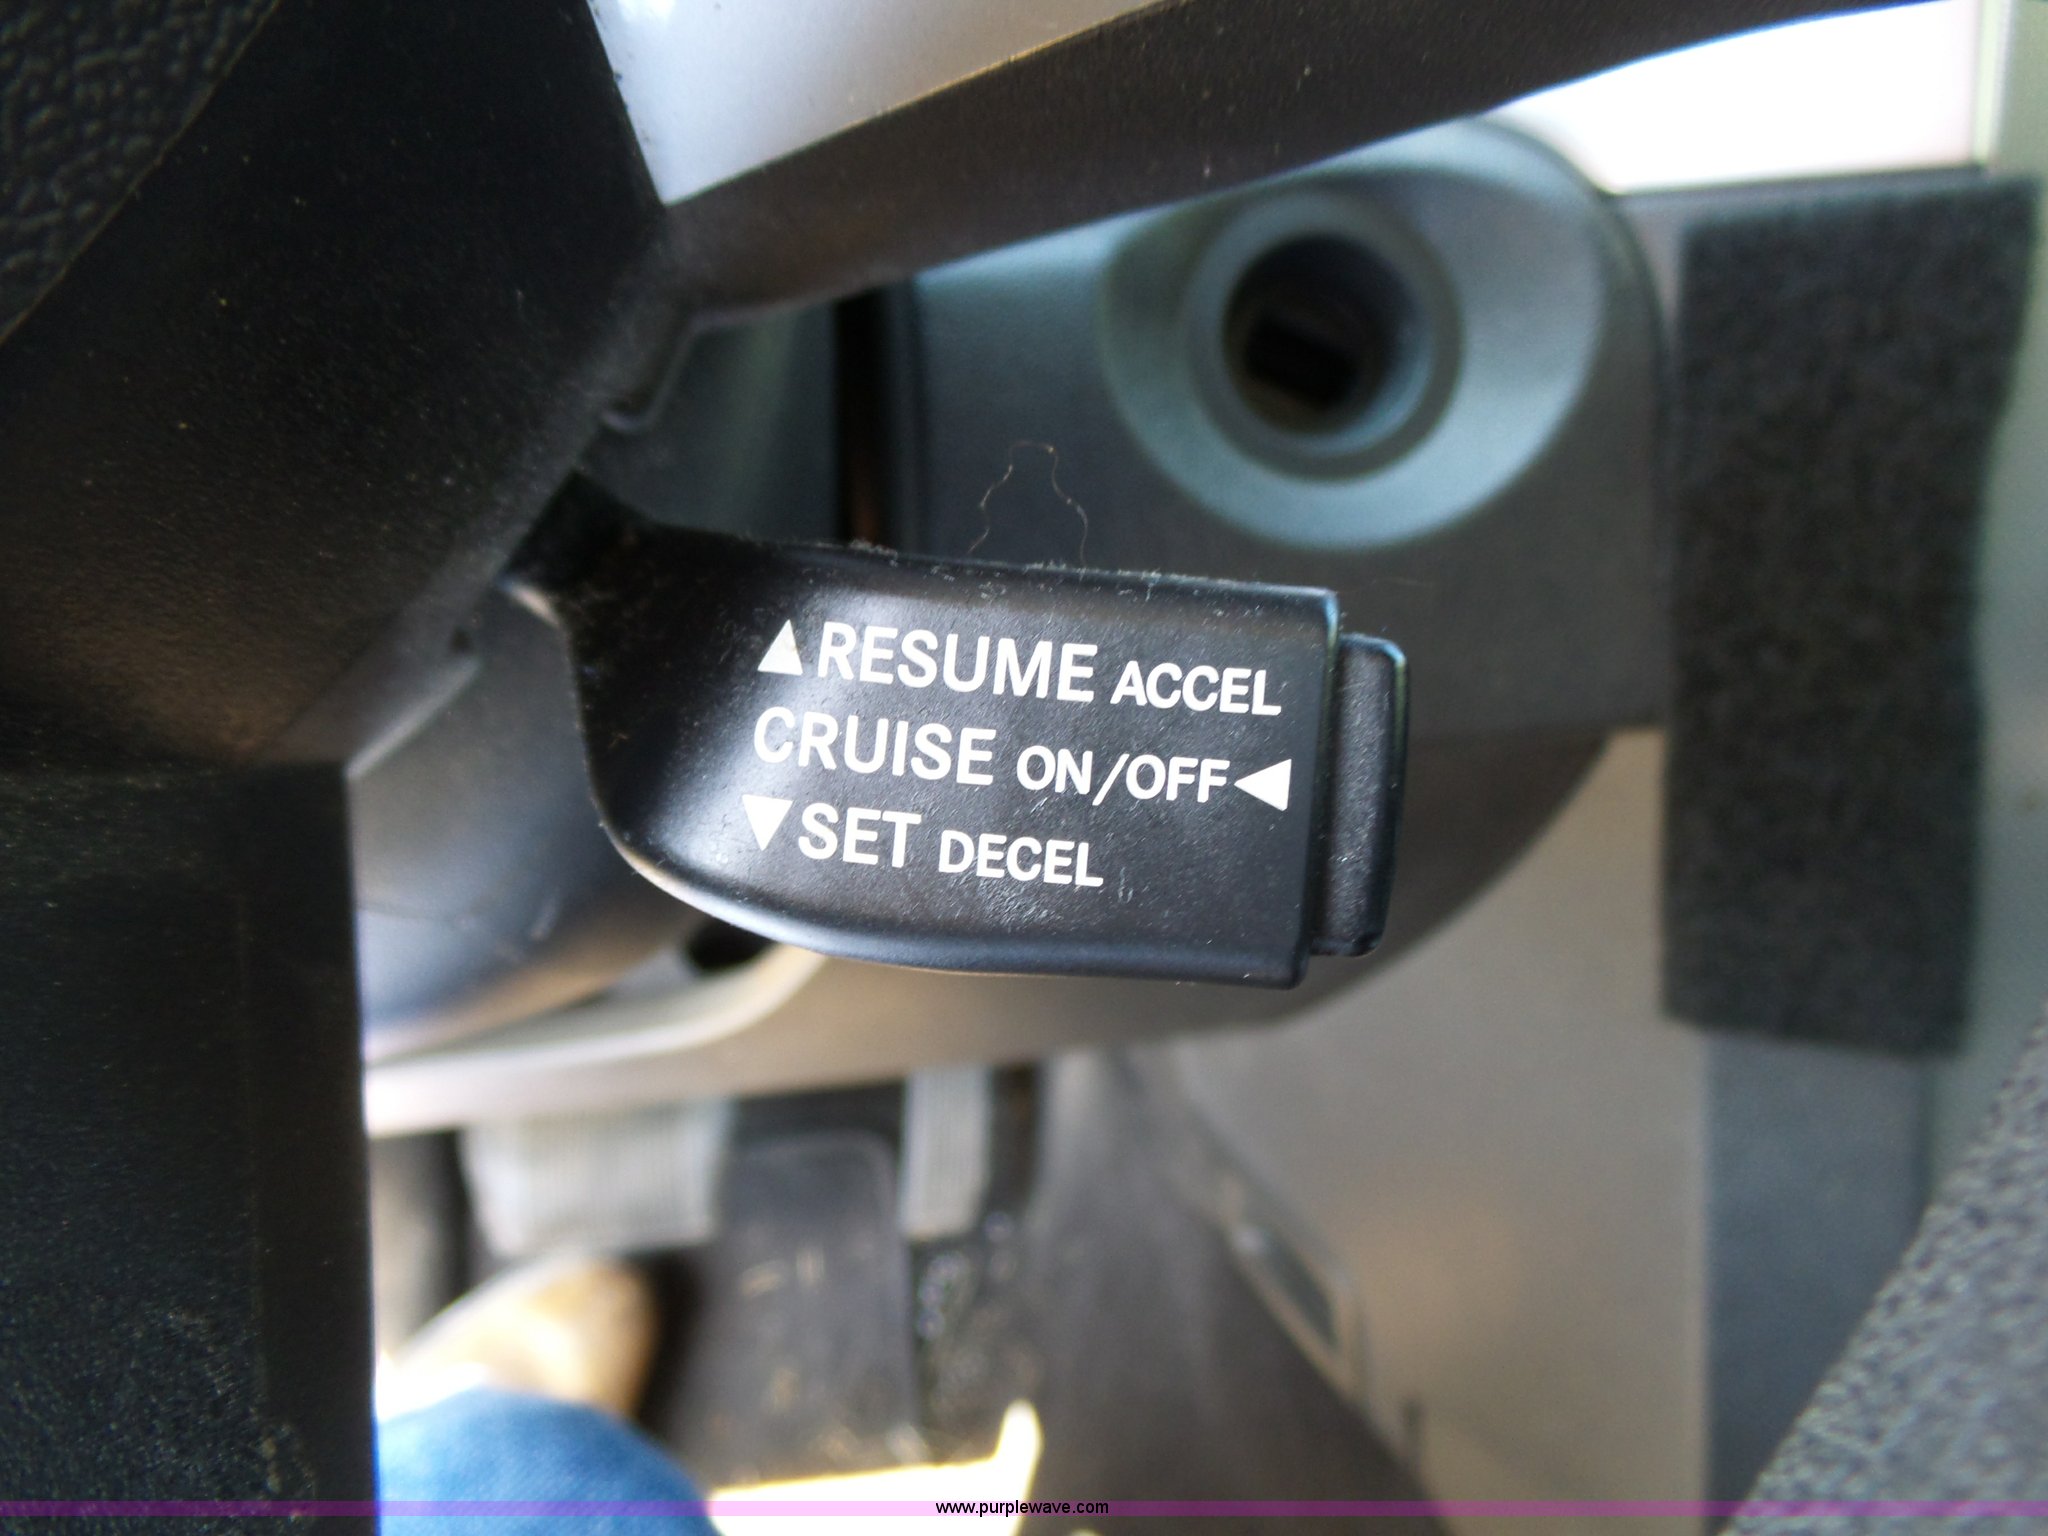 ▲RESUME ACCEL
CRUISE ON/OFF◀
▼SET DECEL
www.purplewave.com